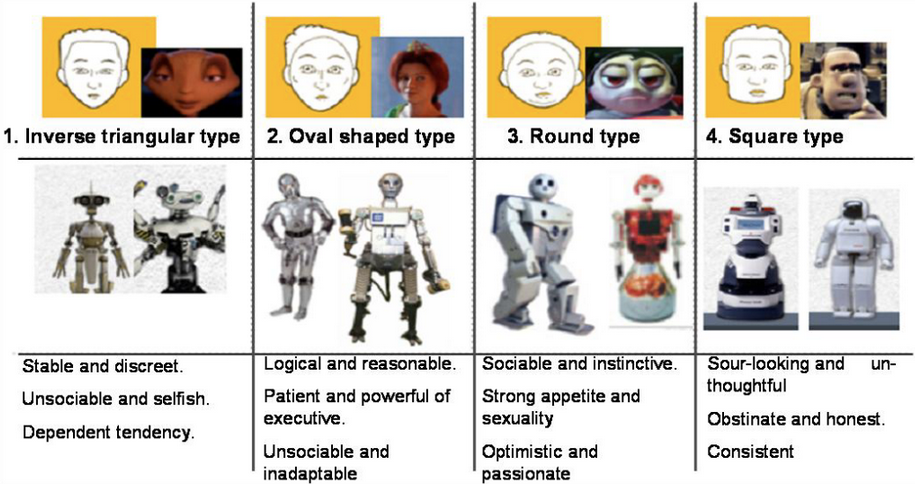 1. Inverse triangular type
2. Oval shaped type
3. Round type
4. Square type
Stable and discreet.
Unsociable and selfish.
Dependent tendency.
Logical and reasonable.
Patient and powerful of
executive.
Unsociable and
inadaptable
Sociable and instinctive.
Strong appetite and
sexuality
Optimistic and
passionate
Sour-looking and un-
thoughtful
Obstinate and honest.
Consistent